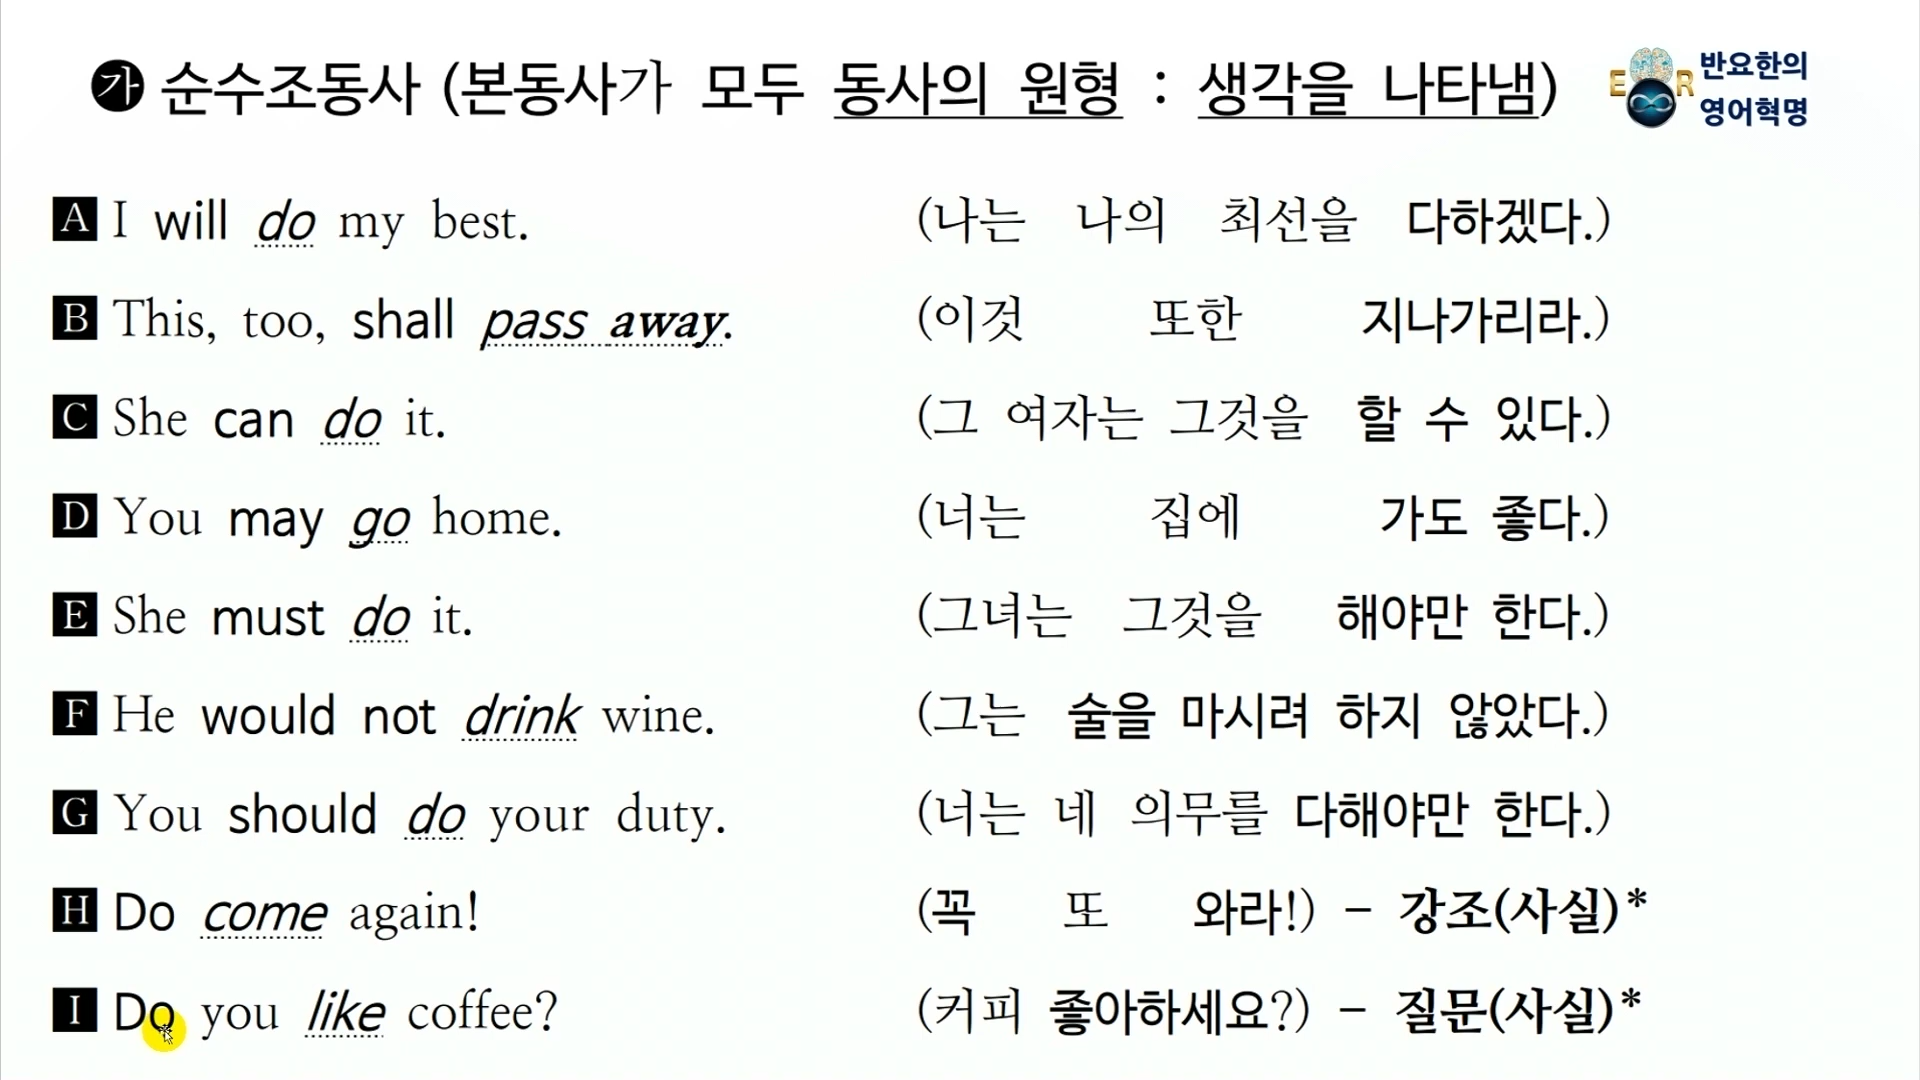 가 순수조동사 (본동사가 모두 동사의 원형 : 생각을 나타냄)
EOR 반요한의
영어혁명
A I will do my best. (나는 나의 최선을 다하겠다.)
B This, too, shall pass away. (이것 또한 지나가리라.)
C She can do it. (그 여자는 그것을 할 수 있다.)
D You may go home. (너는 집에 가도 좋다.)
E She must do it. (그녀는 그것을 해야만 한다.)
F He would not drink wine. (그는 술을 마시려 하지 않았다.)
G You should do your duty. (너는 네 의무를 다해야만 한다.)
H Do come again! (꼭 또 와라!) – 강조(사실)*
I Do you like coffee? (커피 좋아하세요?) – 질문(사실)*